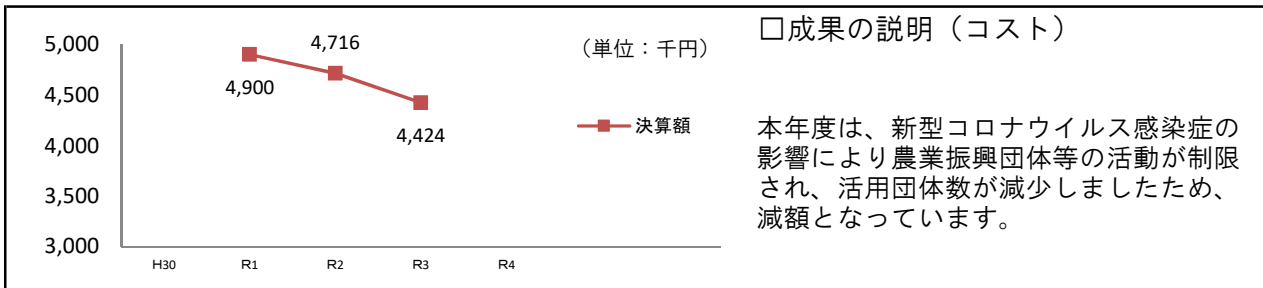 5,000
4,500
4,000
3,500
3,000
4,900
4,716
4,424
H30 R1 R2 R3 R4
（単位：千円）
決算額
□成果の説明（コスト）
本年度は、新型コロナウイルス感染症の
影響により農業振興団体等の活動が制限
され、活用団体数が減少しましたため、
減額となっています。